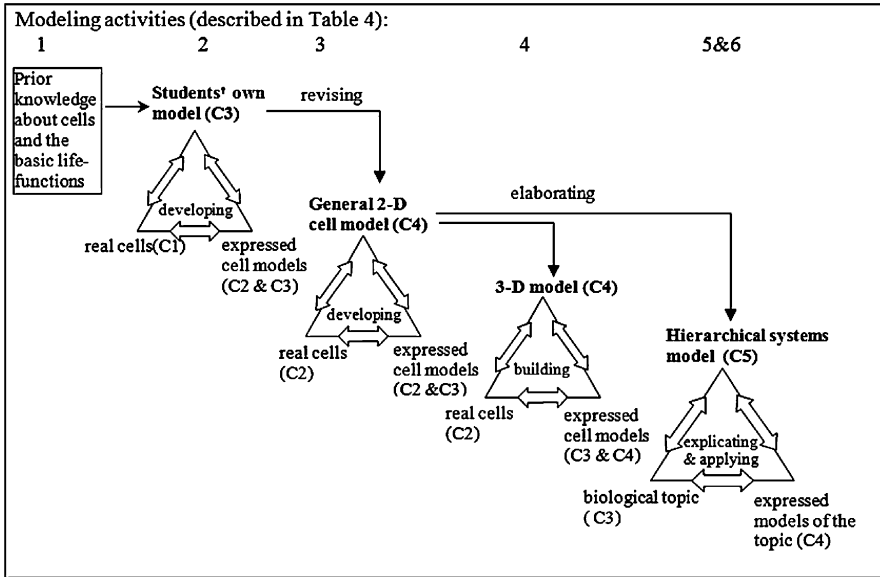 Modeling activities (described in Table 4):
1 2 3 4 5&6
Prior
knowledge
about cells
and the
basic life-
functions
Students' own
model (C3)
developing
real cells(C1)
expressed
cell models
(C2 & C3)
revising
General 2-D
cell model (C4)
developing
real cells
(C2)
expressed
cell models
(C2 &C3)
elaborating
3-D model (C4)
building
real cells
(C2)
expressed
cell models
(C3 & C4)
Hierarchical systems
model (C5)
explicating
& applying
biological topic
( C3)
expressed
models of the
topic (C4)